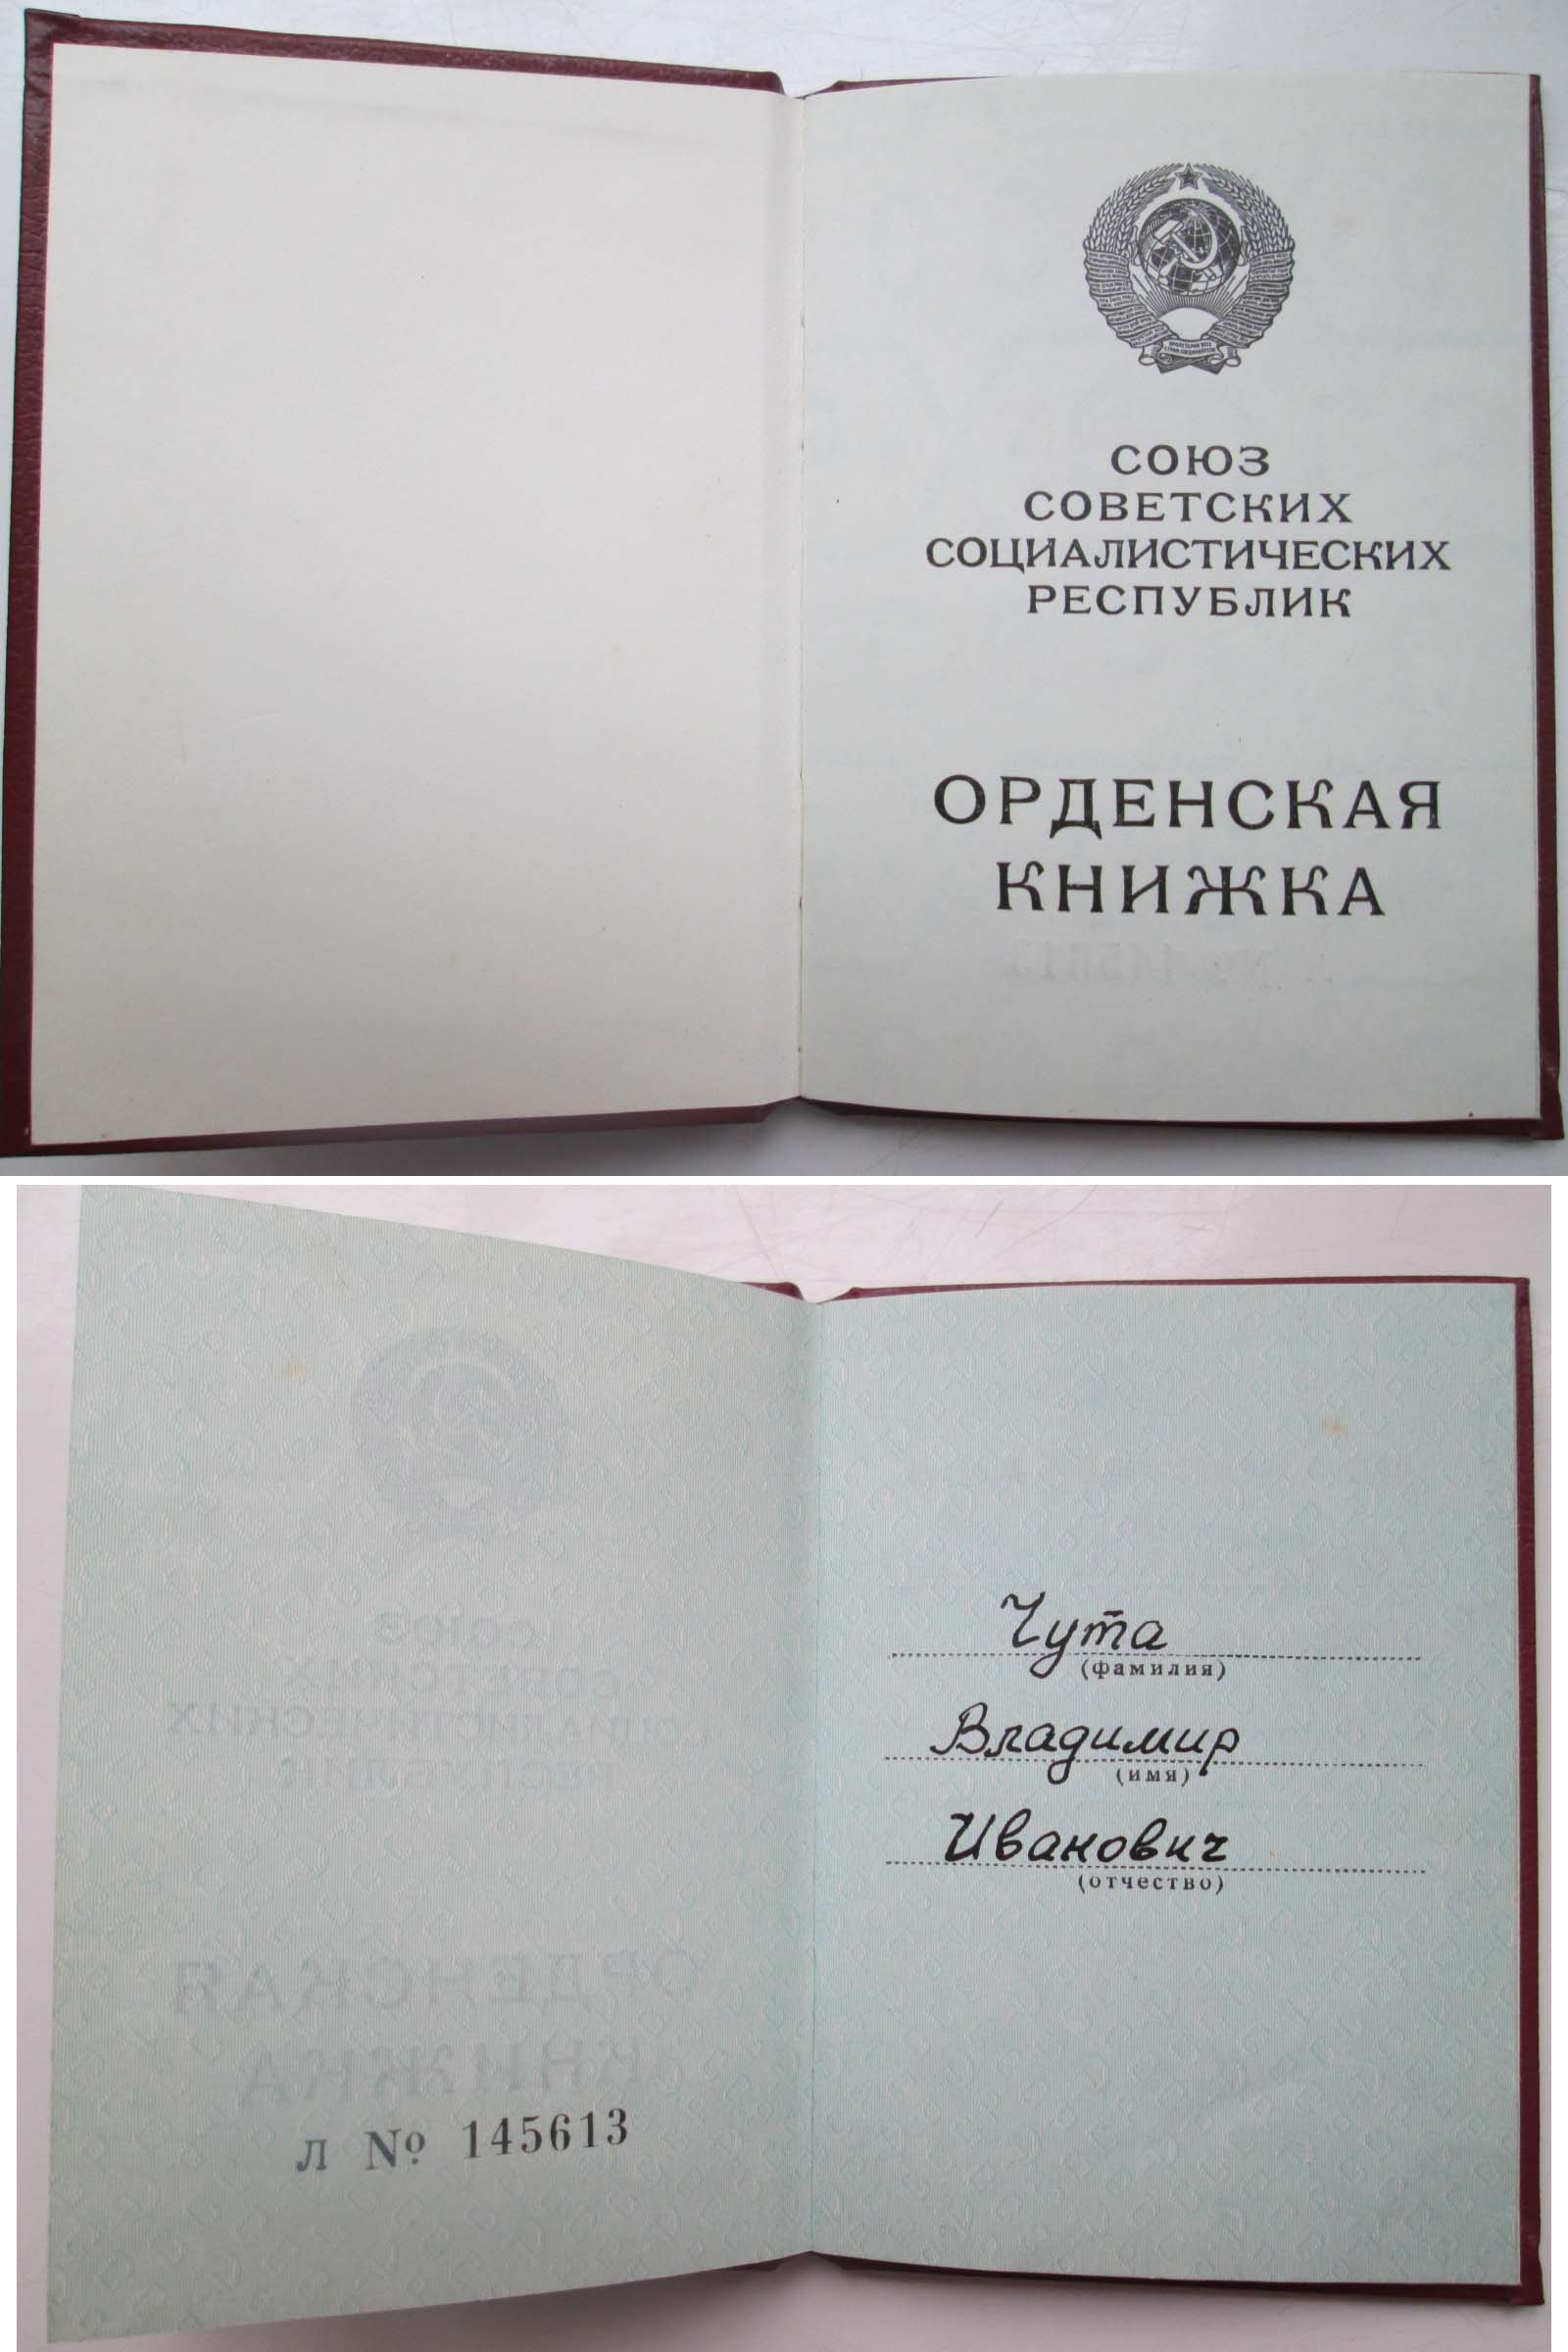 СОЮЗ
СОВЕТСКИХ
СОЦИАЛИСТИЧЕСКИХ
РЕСПУБЛИК
ОРДЕНСКАЯ
КНИЖКА
Л № 145613
Чута
(фамилия)
Владимир
(имя)
Иванович
(отчество)